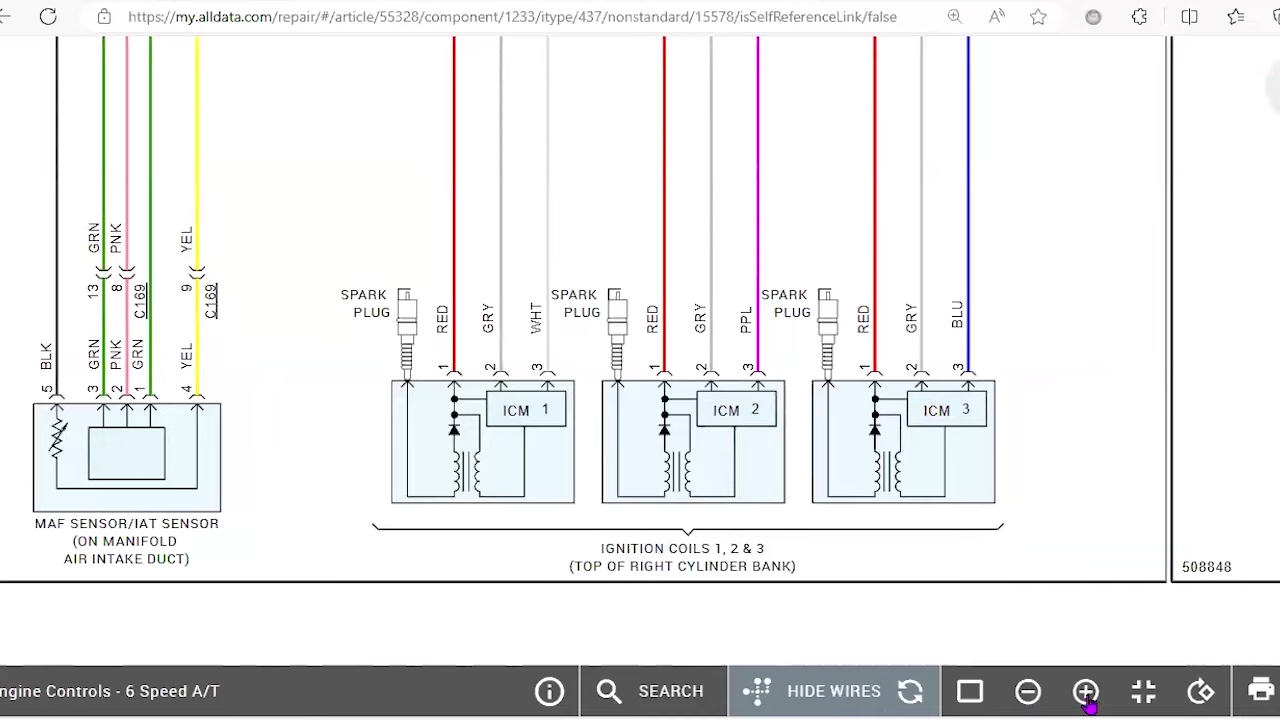 https://my.alldata.com/repair/#/article/55328/component/1233/itype/437/nonstandard/15578/isSelfReferenceLink/false
GRN
PNK
YEL
13
8
C169
9
C169
BLK
GRN
PNK
GRN
YEL
5
3
2
1
4
MAF SENSOR/IAT SENSOR
(ON MANIFOLD
AIR INTAKE DUCT)
SPARK
PLUG
RED
GRY
WHT
1
2
3
ICM 1
SPARK
PLUG
RED
GRY
PPL
1
2
3
ICM 2
SPARK
PLUG
RED
GRY
BLU
1
2
3
ICM 3
IGNITION COILS 1, 2 & 3
(TOP OF RIGHT CYLINDER BANK)
508848
ngine Controls - 6 Speed A/T
SEARCH
HIDE WIRES